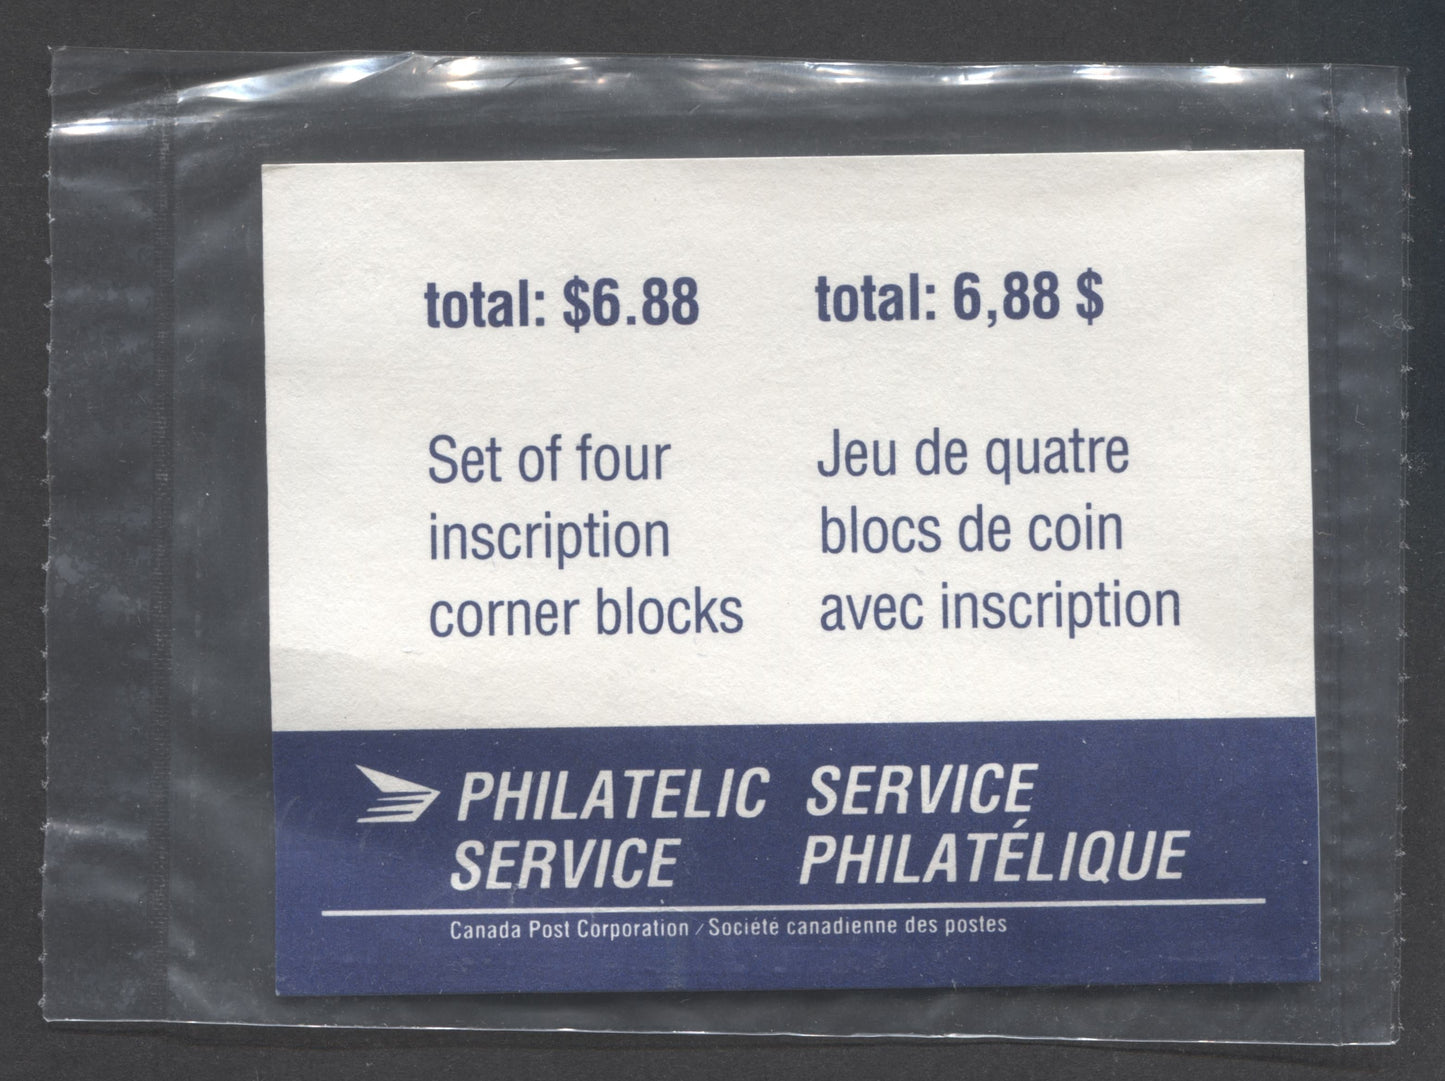 total: $6.88
Set of four
inscription
corner blocks
total: 6,88 $
Jeu de quatre
blocs de coin
avec inscription
PHILATELIC
SERVICE
SERVICE
PHILATÉLIQUE
Canada Post Corporation / Société canadienne des postes